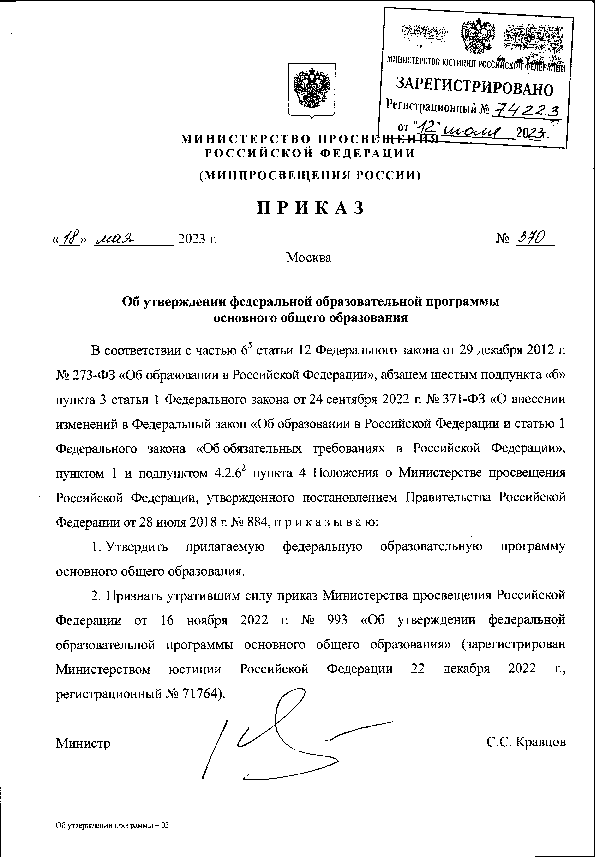 МИНИСТЕРСТВО ЮСТИЦИИ РОССИЙСКОЙ ФЕДЕРАЦИИ
ЗАРЕГИСТРИРОВАНО
Регистрационный № 74223
от "12" июля 2023г.
МИНИСТЕРСТВО ПРОСВЕЩЕНИЯ
РОССИЙСКОЙ ФЕДЕРАЦИИ
(МИНПРОСВЕЩЕНИЯ РОССИИ)
ПРИКАЗ
«18» мая 2023 г. № 370
Москва
Об утверждении федеральной образовательной программы
основного общего образования
В соответствии с частью 6⁵ статьи 12 Федерального закона от 29 декабря 2012 г.
№ 273-ФЗ «Об образовании в Российской Федерации», абзацем шестым подпункта «б»
пункта 3 статьи 1 Федерального закона от 24 сентября 2022 г. № 371-ФЗ «О внесении
изменений в Федеральный закон «Об образовании в Российской Федерации и статью 1
Федерального закона «Об обязательных требованиях в Российской Федерации»,
пунктом 1 и подпунктом 4.2.6² пункта 4 Положения о Министерстве просвещения
Российской Федерации, утвержденного постановлением Правительства Российской
Федерации от 28 июля 2018 г. № 884, п р и к а з ы в а ю:
1. Утвердить прилагаемую федеральную образовательную программу
основного общего образования.
2. Признать утратившим силу приказ Министерства просвещения Российской
Федерации от 16 ноября 2022 г. № 993 «Об утверждении федеральной
образовательной программы основного общего образования» (зарегистрирован
Министерством юстиции Российской Федерации 22 декабря 2022 г.,
регистрационный № 71764).
Министр С.С. Кравцов
Об утверждении программы – 03